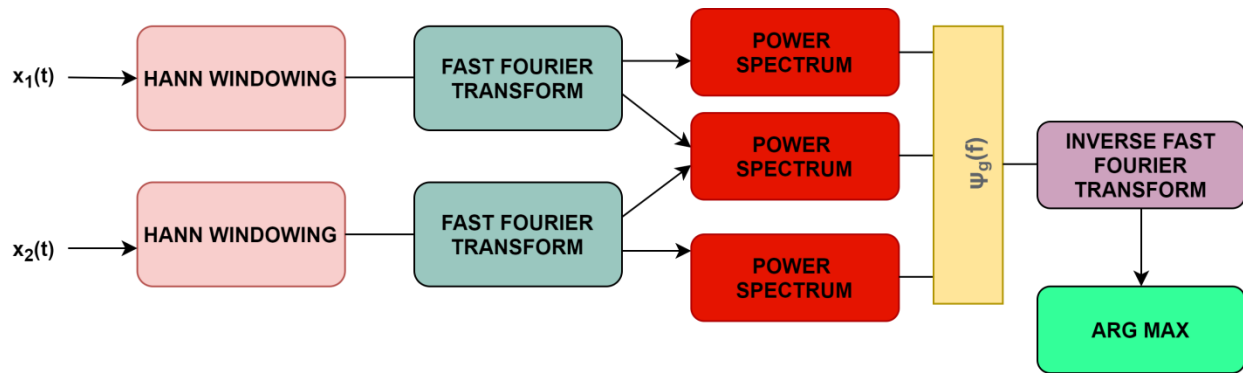 x₁(t)
HANN WINDOWING
FAST FOURIER
TRANSFORM
POWER
SPECTRUM
POWER
SPECTRUM
x₂(t)
HANN WINDOWING
FAST FOURIER
TRANSFORM
POWER
SPECTRUM
Ψg(f)
INVERSE FAST
FOURIER
TRANSFORM
ARG MAX